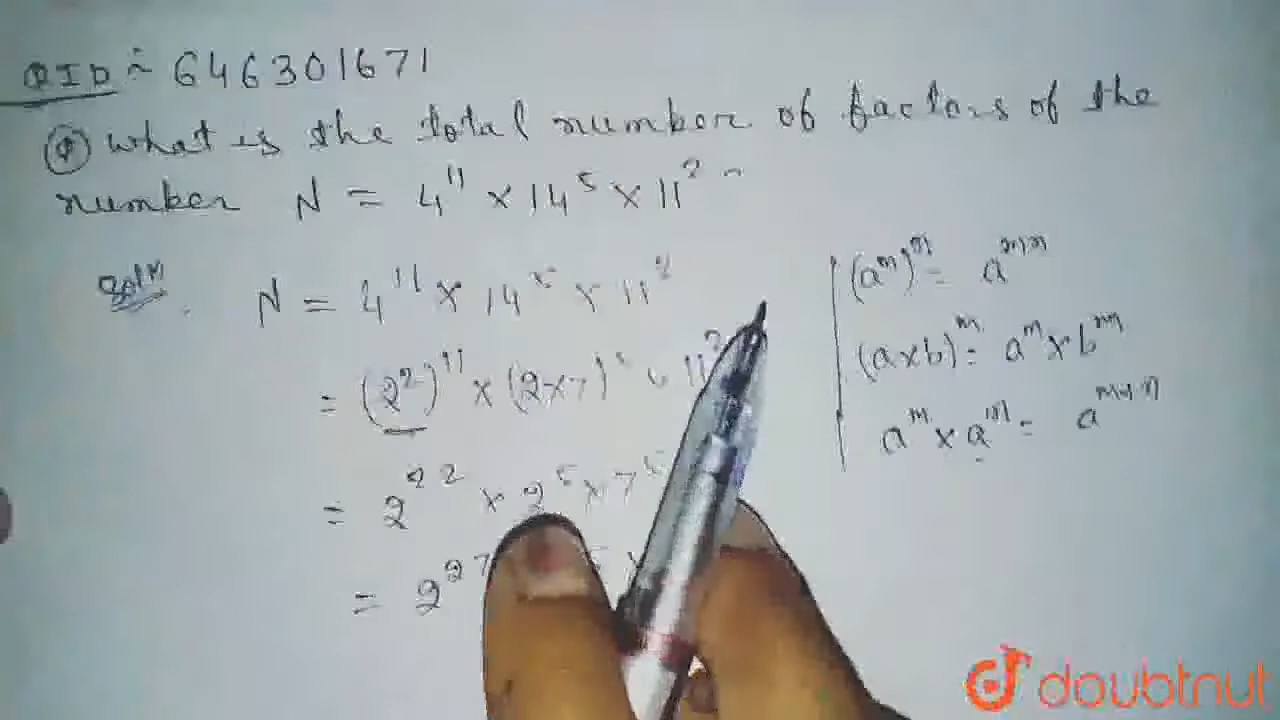 QID ~ 646301671
Q What is the total number of factors of the
number N = 4^11 × 14^5 × 11^2 ?
Solⁿ. N = 4^11 × 14^5 × 11^2
= (2^2)^11 × (2×7)^5 × 11^2
= 2^22 × 2^5 × 7^5
= 2^27
(a^m)^n = a^m×n
(a×b)^m = a^m × b^m
a^m × a^n = a^m+n
doubtnut